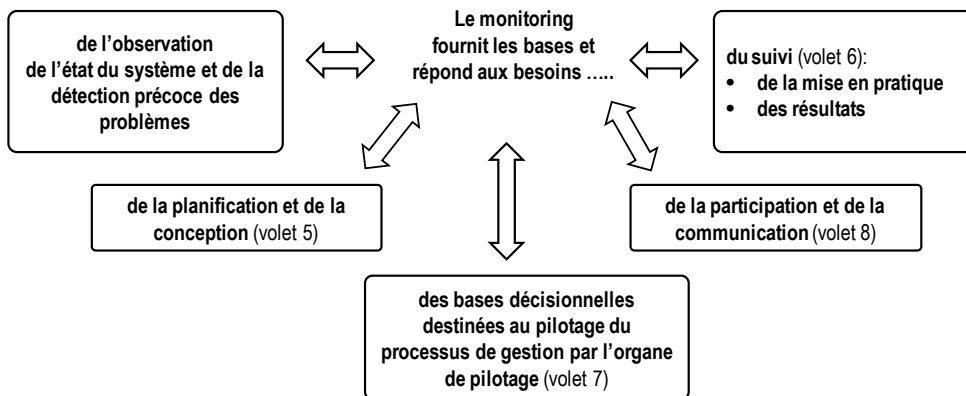 Le monitoring
fournit les bases et
répond aux besoins …..
de l’observation
de l’état du système et de la
détection précoce des
problèmes
du suivi (volet 6):
• de la mise en pratique
• des résultats
de la planification et de la
conception (volet 5)
de la participation et de la
communication (volet 8)
des bases décisionnelles
destinées au pilotage du
processus de gestion par l’organe
de pilotage (volet 7)